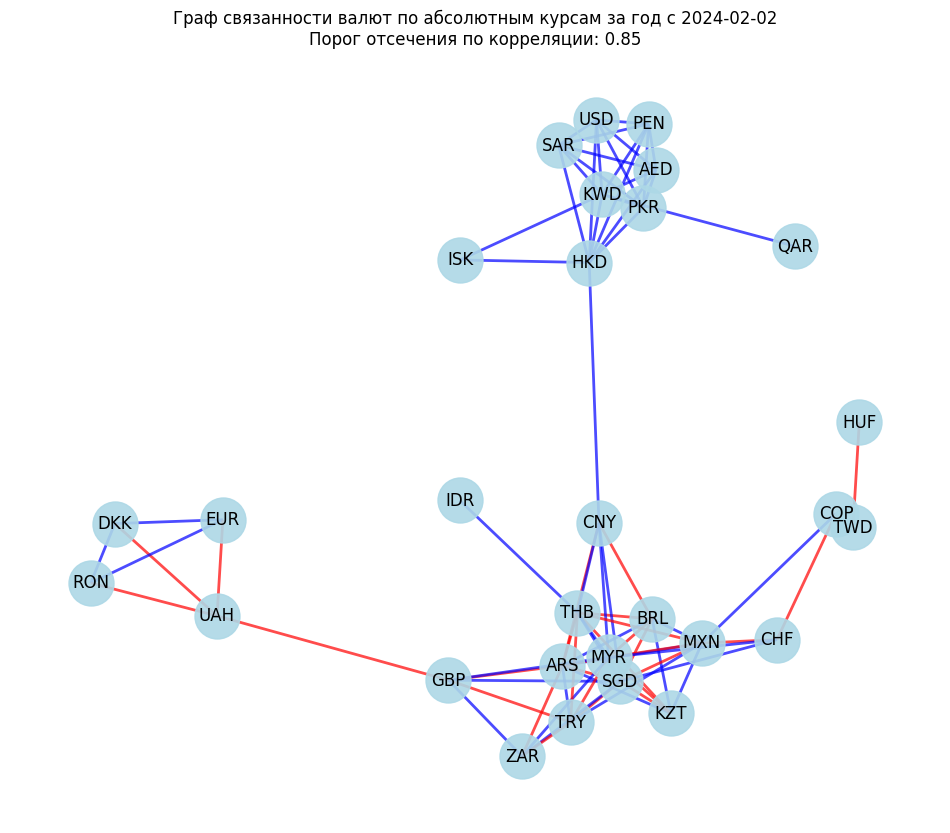 Граф связанности валют по абсолютным курсам за год с 2024-02-02
Порог отсечения по корреляции: 0.85
USD
PEN
SAR
AED
KWD
PKR
QAR
ISK
HKD
HUF
IDR
COP
CNY
DKK
EUR
TWD
RON
THB
UAH
BRL
MXN
CHF
MYR
ARS
GBP
SGD
KZT
TRY
ZAR